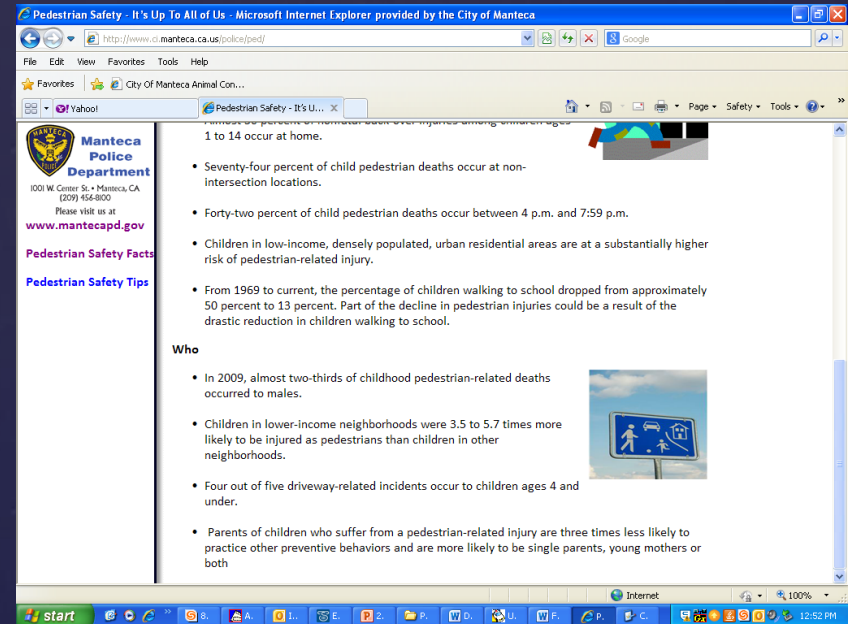 Pedestrian Safety - It's Up To All of Us - Microsoft Internet Explorer provided by the City of Manteca
http://www.ci.manteca.ca.us/police/ped/
Google
File Edit View Favorites Tools Help
Favorites City Of Manteca Animal Con...
Yahoo! Pedestrian Safety - It's U... X
Page Safety Tools
MANTECA
Manteca
Police
Department
1001 W. Center St. • Manteca, CA
(209) 456-8100
Please visit us at
www.mantecapd.gov
Pedestrian Safety Facts
Pedestrian Safety Tips
1 to 14 occur at home.
• Seventy-four percent of child pedestrian deaths occur at non-
intersection locations.
• Forty-two percent of child pedestrian deaths occur between 4 p.m. and 7:59 p.m.
• Children in low-income, densely populated, urban residential areas are at a substantially higher
risk of pedestrian-related injury.
• From 1969 to current, the percentage of children walking to school dropped from approximately
50 percent to 13 percent. Part of the decline in pedestrian injuries could be a result of the
drastic reduction in children walking to school.
Who
• In 2009, almost two-thirds of childhood pedestrian-related deaths
occurred to males.
• Children in lower-income neighborhoods were 3.5 to 5.7 times more
likely to be injured as pedestrians than children in other
neighborhoods.
• Four out of five driveway-related incidents occur to children ages 4 and
under.
• Parents of children who suffer from a pedestrian-related injury are three times less likely to
practice other preventive behaviors and are more likely to be single parents, young mothers or
both
Internet 100%
start 8. A. I.. E. 2. P. D. U. F. P. C. 12:52 PM